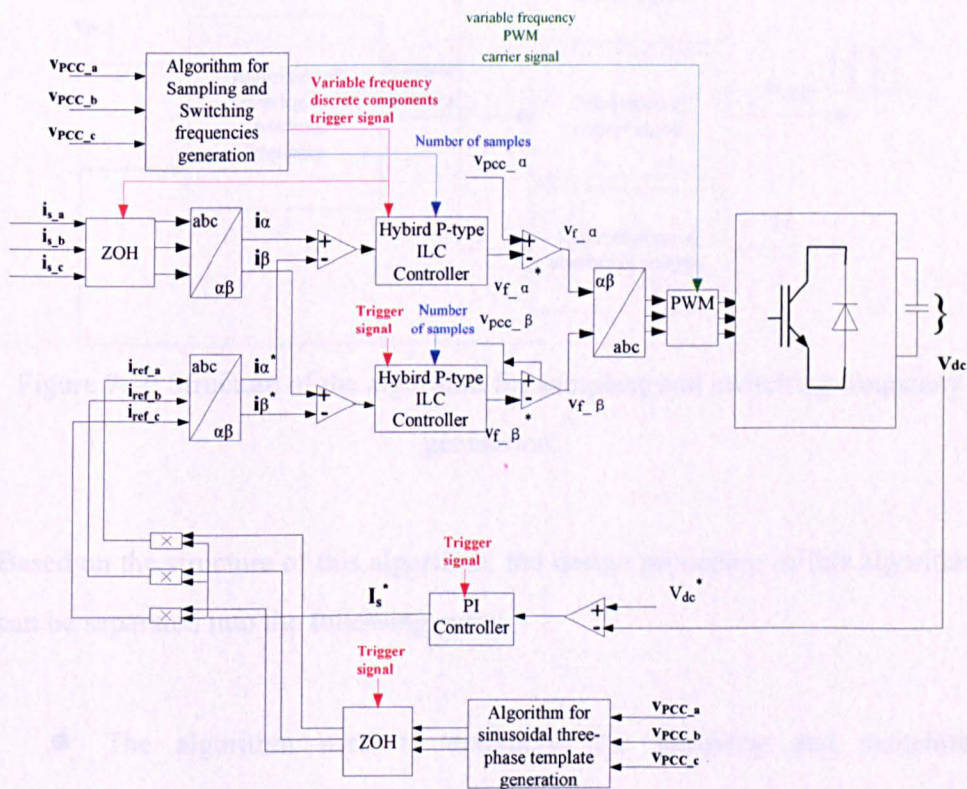 variable frequency
PWM
carrier signal
vPCC_a
vPCC_b
vPCC_c
Algorithm for
Sampling and
Switching
frequencies
generation
Variable frequency
discrete components
trigger signal
Number of samples
vpcc_α
is_a
is_b
is_c
ZOH
abc
αβ
iα
iβ
+
-
Hybird P-type
ILC
Controller
+
-
vf_α
*
vf_α
αβ
abc
PWM
}
Vdc
Trigger
signal
Number of
samples
vpcc_β
iref_a
iref_b
iref_c
abc
αβ
iα*
iβ*
+
-
Hybird P-type
ILC
Controller
+
-
vf_β
vf_β*
Figure
structure of the algorithm for sampling and switching frequency
generation
Based on the structure of this algorithm, the design procedure of this algorithm
can be separated into the following
×
×
×
Is*
Trigger
signal
PI
Controller
+
-
Vdc*
Trigger
signal
ZOH
Algorithm for
sinusoidal three-
phase template
generation
vPCC_a
vPCC_b
vPCC_c
The algorithm
sampling and switching